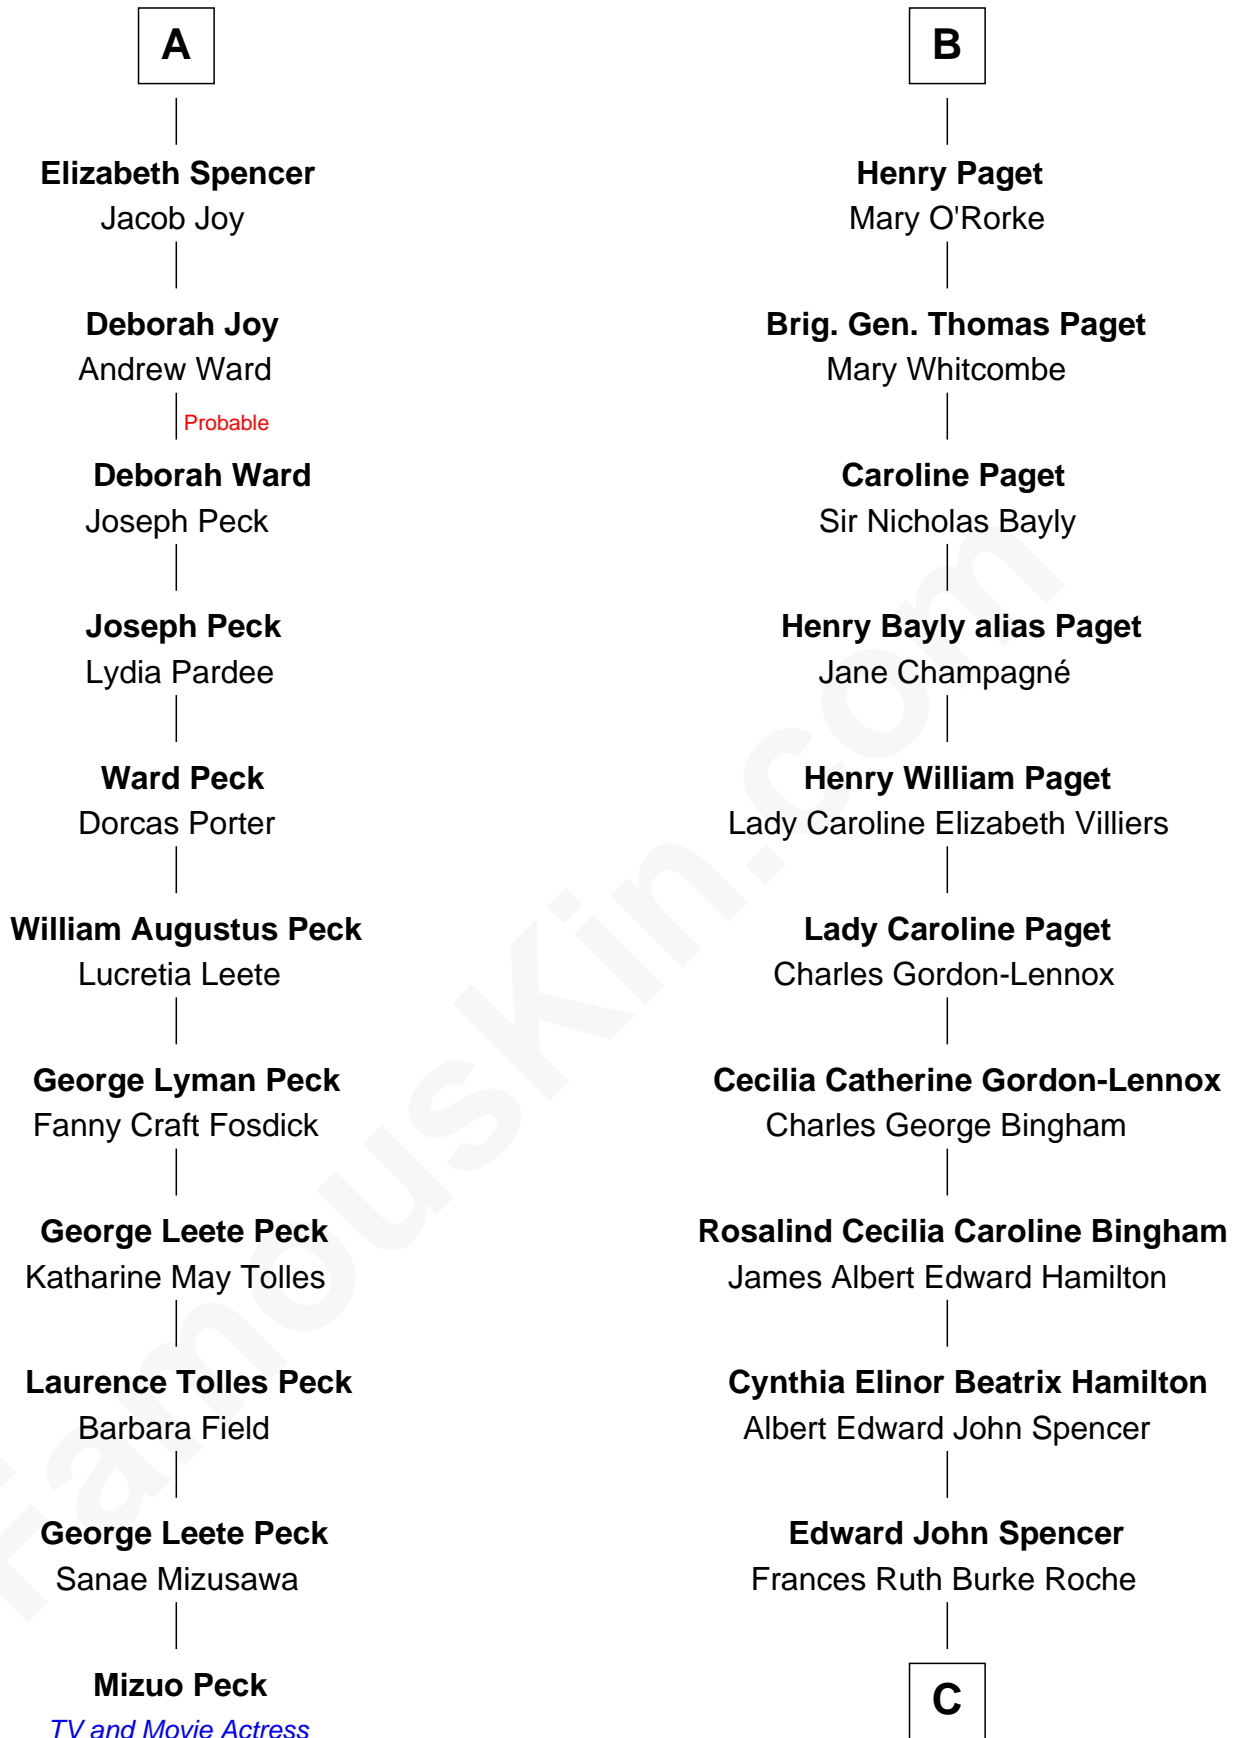 A
Elizabeth Spencer
Jacob Joy
Deborah Joy
Andrew Ward
Probable
Deborah Ward
Joseph Peck
Joseph Peck
Lydia Pardee
Ward Peck
Dorcas Porter
William Augustus Peck
Lucretia Leete
George Lyman Peck
Fanny Craft Fosdick
George Leete Peck
Katharine May Tolles
Laurence Tolles Peck
Barbara Field
George Leete Peck
Sanae Mizusawa
Mizuo Peck
TV and Movie Actress
B
Henry Paget
Mary O'Rorke
Brig. Gen. Thomas Paget
Mary Whitcombe
Caroline Paget
Sir Nicholas Bayly
Henry Bayly alias Paget
Jane Champagné
Henry William Paget
Lady Caroline Elizabeth Villiers
Lady Caroline Paget
Charles Gordon-Lennox
Cecilia Catherine Gordon-Lennox
Charles George Bingham
Rosalind Cecilia Caroline Bingham
James Albert Edward Hamilton
Cynthia Elinor Beatrix Hamilton
Albert Edward John Spencer
Edward John Spencer
Frances Ruth Burke Roche
C
FamousKin.com